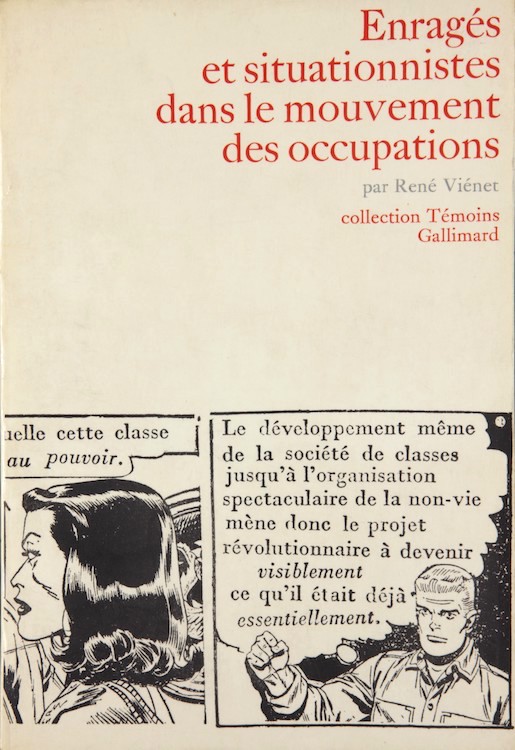 Enragés
et situationnistes
dans le mouvement
des occupations
par René Viénet
collection Témoins
Gallimard
cette classe
au pouvoir.
Le développement même
de la société de classes
jusqu'à l'organisation
spectaculaire de la non-vie
mène donc le projet
révolutionnaire à devenir
visiblement
ce qu'il était déjà
essentiellement.